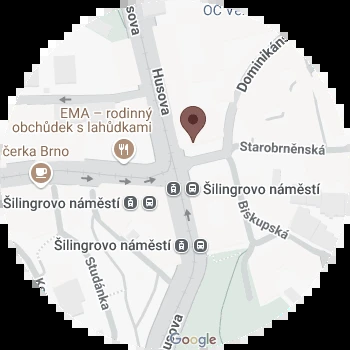 OC Ve
sova
Husova
Dominikáns
EMA – rodinný
obchůdek s lahůdkami
čerka Brno
Starobrněnská
Šilingrovo náměstí
Šilingrovo náměstí
Biskupská
Šilingrovo náměstí
Studánka
Husova
Google